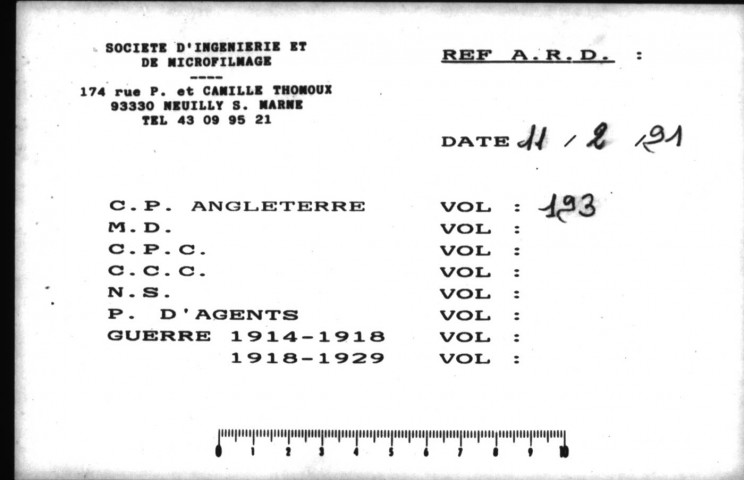 SOCIETE D'INGENIERIE ET
DE MICROFILMAGE
----
174 rue P. et CAMILLE THOMOUX
93330 NEUILLY S. MARNE
TEL 43 09 95 21
REF A.R.D. :
DATE 11 / 2 / 91
C.P. ANGLETERRE VOL : 193
M.D. VOL :
C.P.C. VOL :
C.C.C. VOL :
N.S. VOL :
P. D'AGENTS VOL :
GUERRE 1914-1918 VOL :
1918-1929 VOL :
0 1 2 3 4 5 6 7 8 9 10